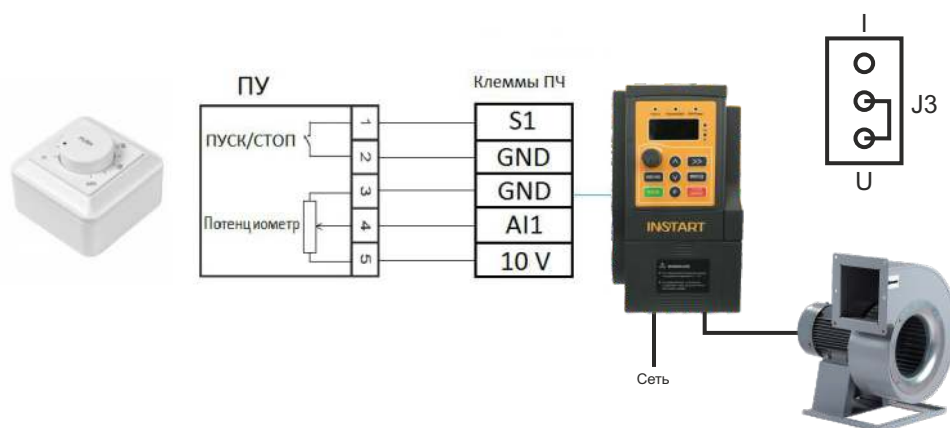 ПУ
ПУСК/СТОП
Потенциометр
1
2
3
4
5
Клеммы ПЧ
S1
GND
GND
AI1
10 V
INSTART
Сеть
I
J3
U